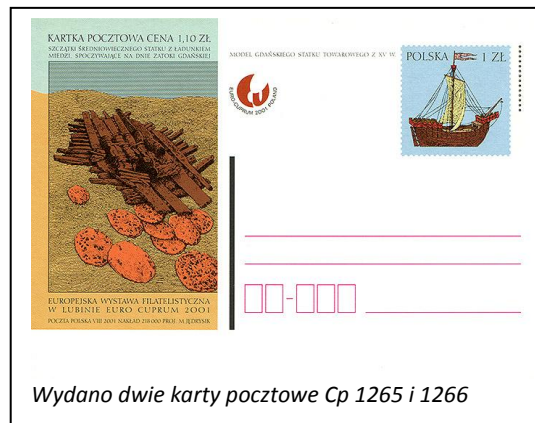 KARTKA POCZTOWA CENA 1,10 ZŁ
SZCZĄTKI ŚREDNIOWIECZNEGO STATKU Z ŁADUNKIEM
MIEDZI, SPOCZYWAJĄCE NA DNIE ZATOKI GDAŃSKIEJ
EUROPEJSKA WYSTAWA FILATELISTYCZNA
W LUBINIE EURO CUPRUM 2001
POCZTA POLSKA VIII 2001 NAKŁAD 218 000 PROJ. M. JĘDRYSIK
MODEL GDAŃSKIEGO STATKU TOWAROWEGO Z XV W.
EURO-CUPRUM 2001 POLAND
POLSKA 1 ZŁ
Wydano dwie karty pocztowe Cp 1265 i 1266